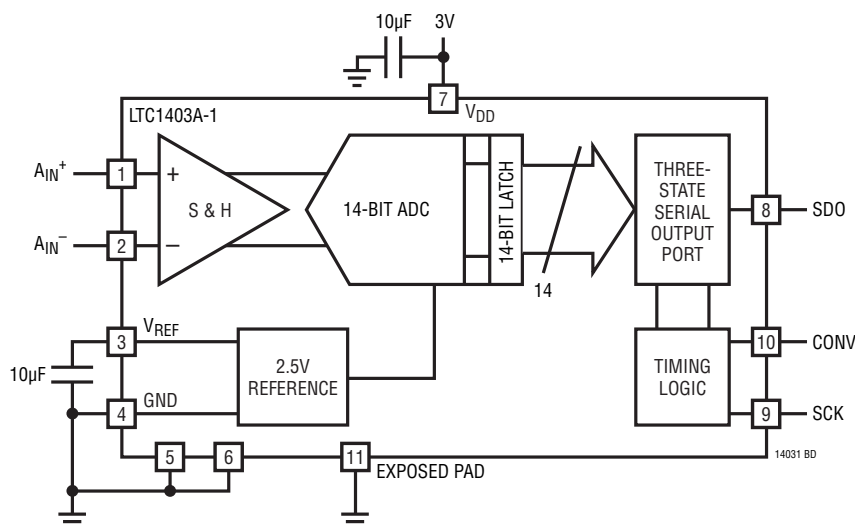 10µF 3V
7
LTC1403A-1
VDD
AIN+ 1 +
S & H
AIN– 2 –
14-BIT ADC
14-BIT LATCH
14
THREE-
STATE
SERIAL
OUTPUT
PORT
8 SDO
3 VREF
10µF
4 GND
2.5V
REFERENCE
TIMING
LOGIC
10 CONV
9 SCK
5 6 11 EXPOSED PAD
14031 BD